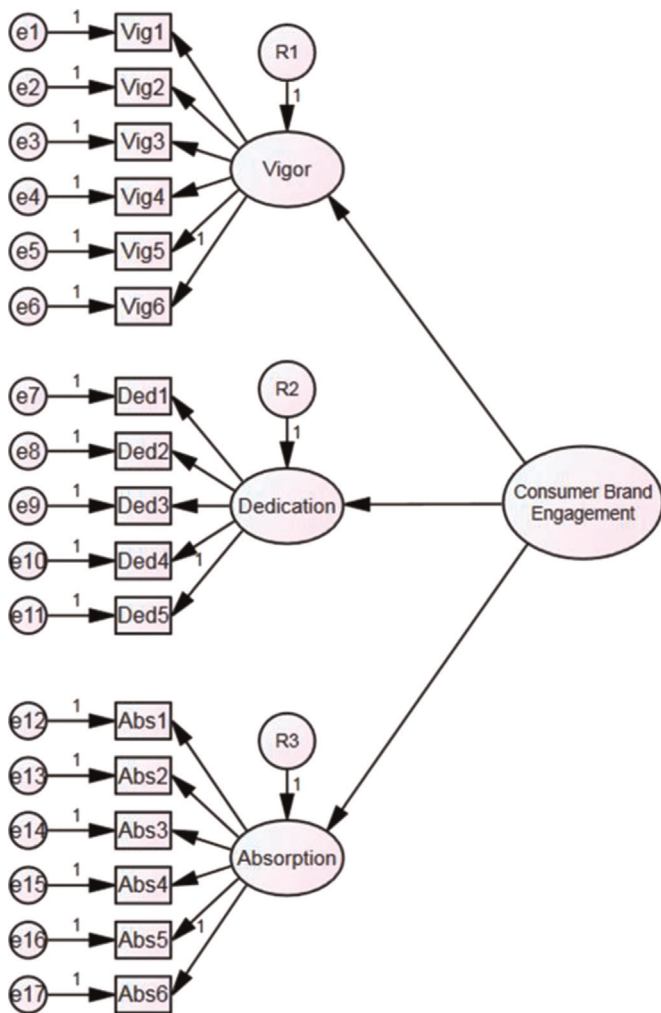 e1 1 Vig1
R1
e2 1 Vig2
1
e3 1 Vig3
Vigor
e4 1 Vig4
e5 1 Vig5 1
e6 1 Vig6
e7 1 Ded1
R2
e8 1 Ded2
1
e9 1 Ded3
Dedication
Consumer Brand
Engagement
e10 1 Ded4 1
e11 1 Ded5
e12 1 Abs1
R3
e13 1 Abs2
1
e14 1 Abs3
Absorption
e15 1 Abs4
e16 1 Abs5 1
e17 1 Abs6